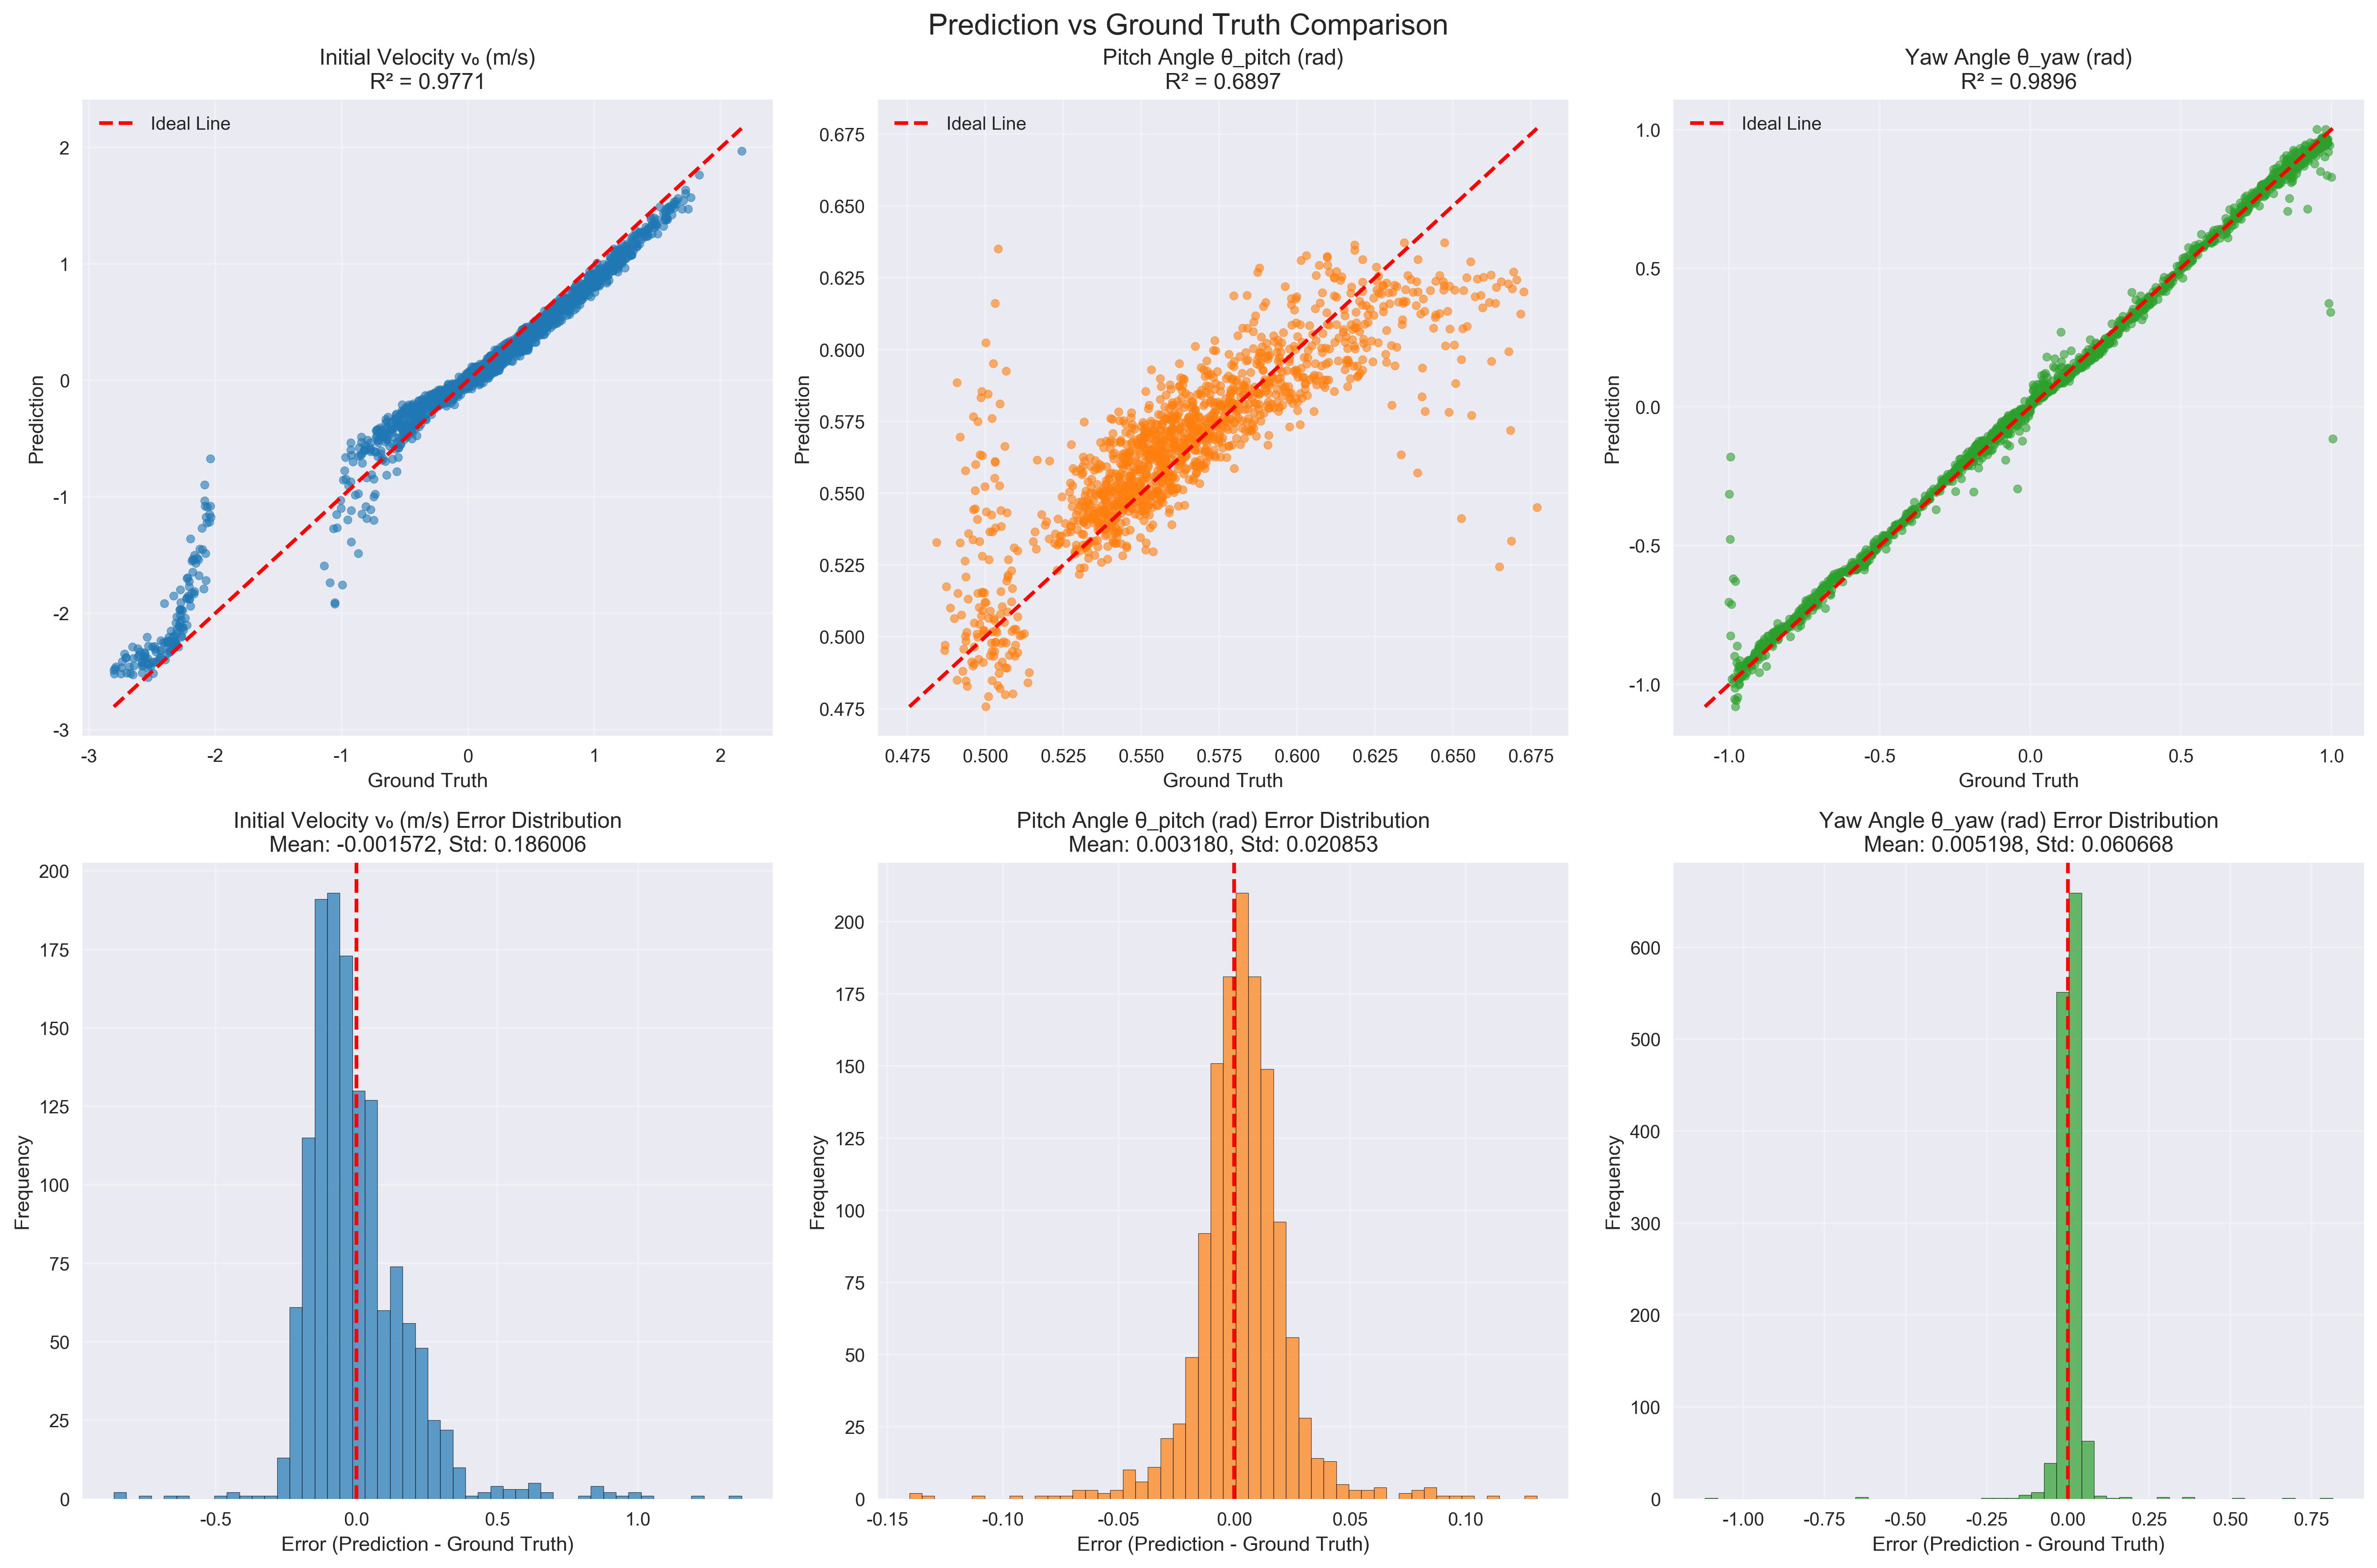 Prediction vs Ground Truth Comparison
Initial Velocity v₀ (m/s)
R² = 0.9771
Ideal Line
Prediction
2
1
0
-1
-2
-3
-3 -2 -1 0 1 2
Ground Truth
Pitch Angle θ_pitch (rad)
R² = 0.6897
Ideal Line
Prediction
0.675
0.650
0.625
0.600
0.575
0.550
0.525
0.500
0.475
0.475 0.500 0.525 0.550 0.575 0.600 0.625 0.650 0.675
Ground Truth
Yaw Angle θ_yaw (rad)
R² = 0.9896
Ideal Line
Prediction
1.0
0.5
0.0
-0.5
-1.0
-1.0 -0.5 0.0 0.5 1.0
Ground Truth
Initial Velocity v₀ (m/s) Error Distribution
Mean: -0.001572, Std: 0.186006
Frequency
200
175
150
125
100
75
50
25
0
-0.5 0.0 0.5 1.0
Error (Prediction - Ground Truth)
Pitch Angle θ_pitch (rad) Error Distribution
Mean: 0.003180, Std: 0.020853
Frequency
200
175
150
125
100
75
50
25
0
-0.15 -0.10 -0.05 0.00 0.05 0.10
Error (Prediction - Ground Truth)
Yaw Angle θ_yaw (rad) Error Distribution
Mean: 0.005198, Std: 0.060668
Frequency
600
500
400
300
200
100
0
-1.00 -0.75 -0.50 -0.25 0.00 0.25 0.50 0.75
Error (Prediction - Ground Truth)